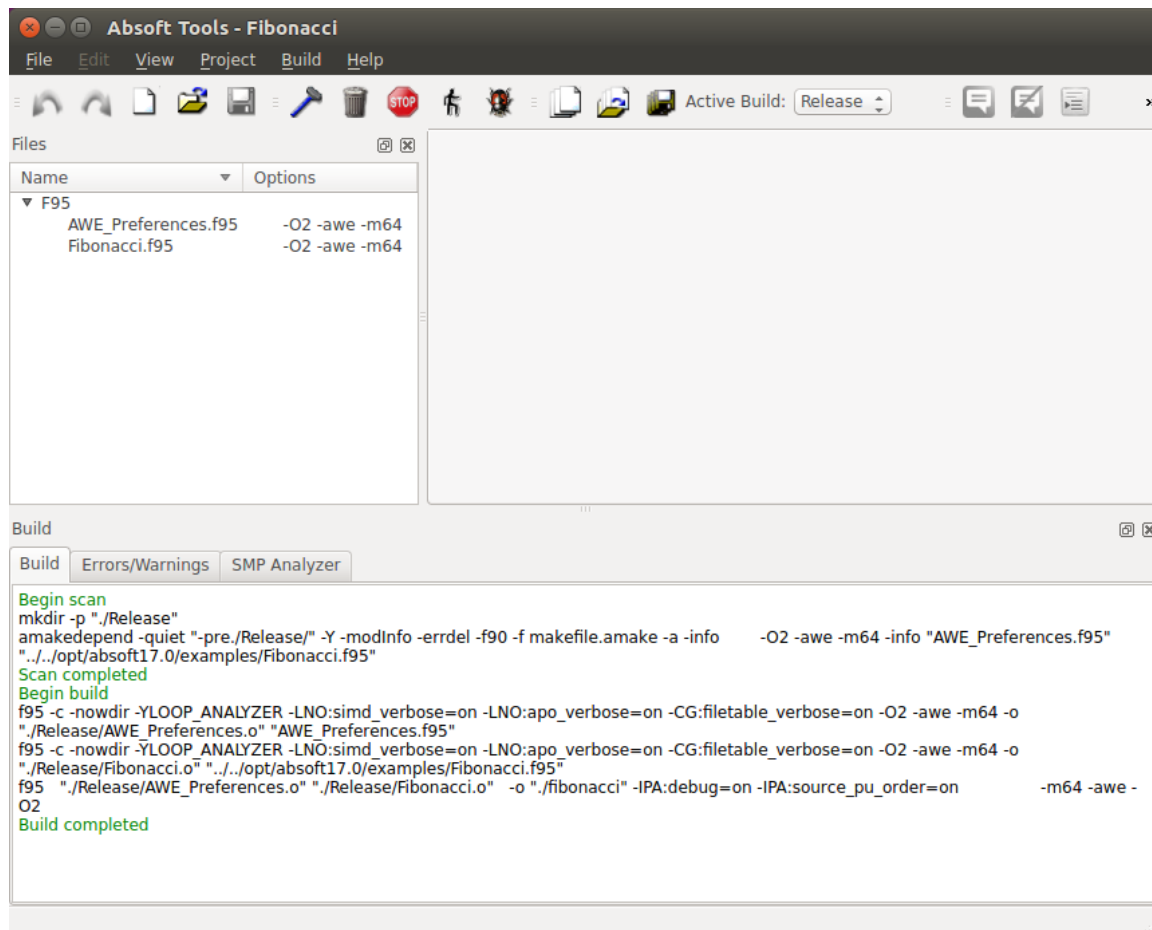 Absoft Tools - Fibonacci
File Edit View Project Build Help
STOP Active Build: Release »
Files
Name Options
F95
AWE_Preferences.f95 -O2 -awe -m64
Fibonacci.f95 -O2 -awe -m64
Build
Build Errors/Warnings SMP Analyzer
Begin scan
mkdir -p "./Release"
amakedepend -quiet "-pre./Release/" -Y -modInfo -errdel -f90 -f makefile.amake -a -info -O2 -awe -m64 -info "AWE_Preferences.f95"
"../../opt/absoft17.0/examples/Fibonacci.f95"
Scan completed
Begin build
f95 -c -nowdir -YLOOP_ANALYZER -LNO:simd_verbose=on -LNO:apo_verbose=on -CG:filetable_verbose=on -O2 -awe -m64 -o
"./Release/AWE_Preferences.o" "AWE_Preferences.f95"
f95 -c -nowdir -YLOOP_ANALYZER -LNO:simd_verbose=on -LNO:apo_verbose=on -CG:filetable_verbose=on -O2 -awe -m64 -o
"./Release/Fibonacci.o" "../../opt/absoft17.0/examples/Fibonacci.f95"
f95 "./Release/AWE_Preferences.o" "./Release/Fibonacci.o" -o "./fibonacci" -IPA:debug=on -IPA:source_pu_order=on -m64 -awe -
O2
Build completed